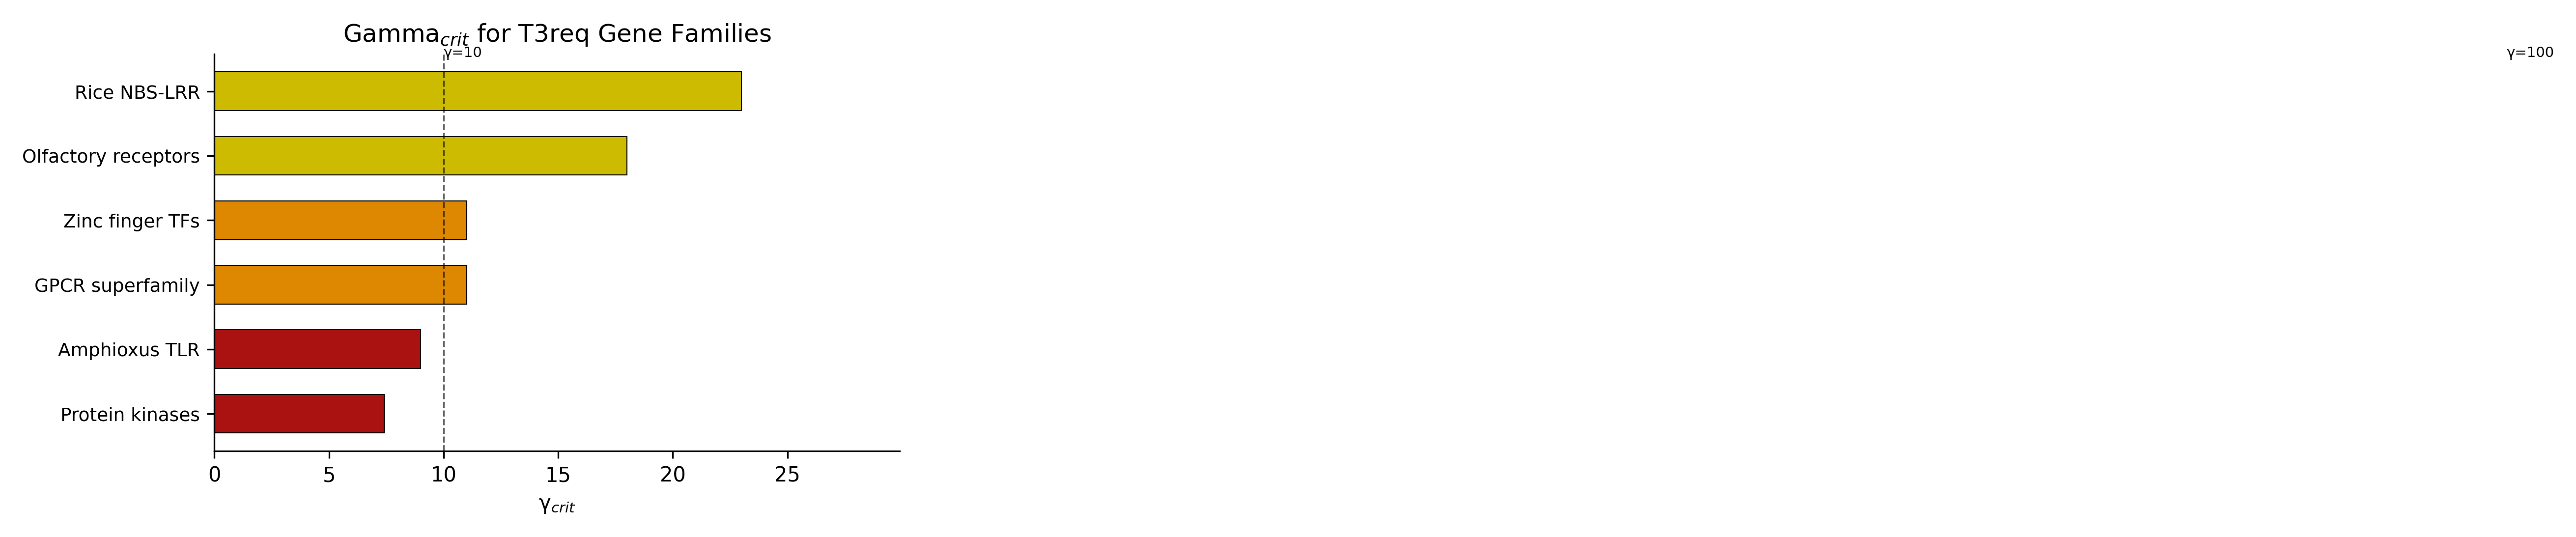 Gamma_crit for T3req Gene Families
γ=10
γ=100
Rice NBS-LRR
Olfactory receptors
Zinc finger TFs
GPCR superfamily
Amphioxus TLR
Protein kinases
0 5 10 15 20 25
γ_crit